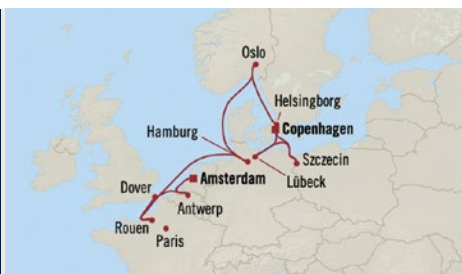 Oslo
Helsingborg
Copenhagen
Hamburg
Szczecin
Lübeck
Dover
Amsterdam
Antwerp
Rouen
Paris